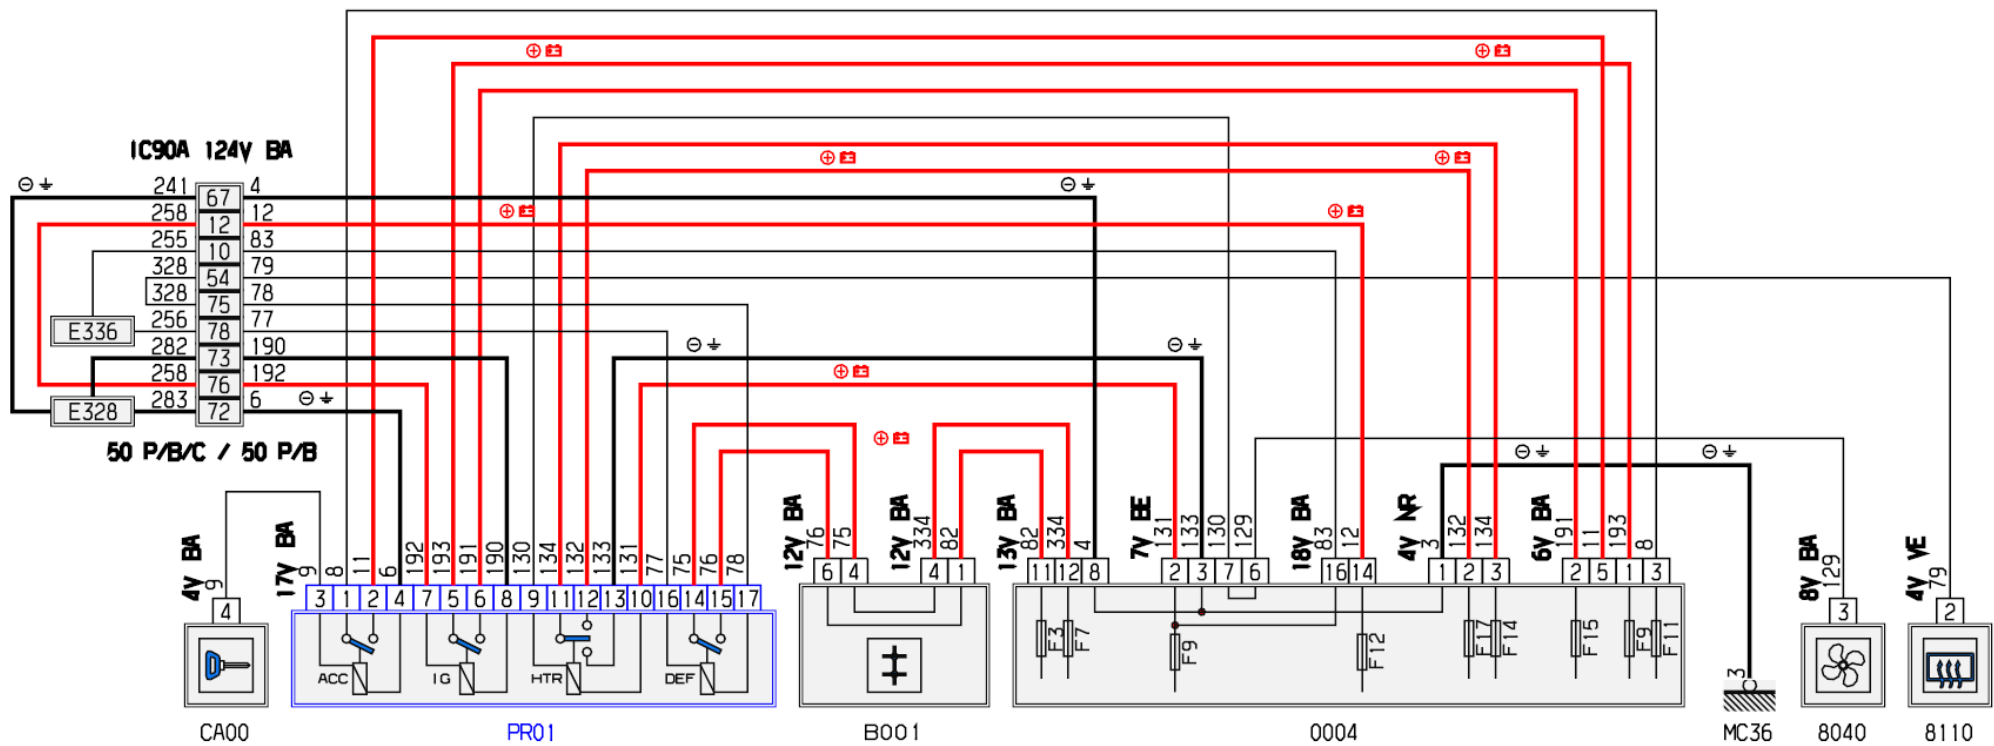 IC90A 124V BA
241 67 4
258 12 12
255 10 83
328 54 79
328 75 78
256 78 77
282 73 190
258 76 192
283 72 6
E336
E328
50 P/B/C / 50 P/B
4V BA
9
4
CA00
17V BA
9 8 11 6 192 193 191 190 130 134 132 133 131 77 75 76 78
3 1 2 4 7 5 6 8 9 11 12 13 10 16 14 15 17
ACC IG HTR DEF
PR01
12V BA
76 75
6 4
12V BA
334 82
4 1
B001
13V BA
82 334 4
11 12 8
7V BE
131 133 130 129
2 3 7 6
18V BA
83 12
16 14
4V NR
3 132 134
1 2 3
6V BA
191 11 193 8
2 5 1 3
F3 F7 F9 F12 F17 F14 F15 F9 F11
0004
3
MC36
8V BA
129
3
8040
4V VE
79
2
8110